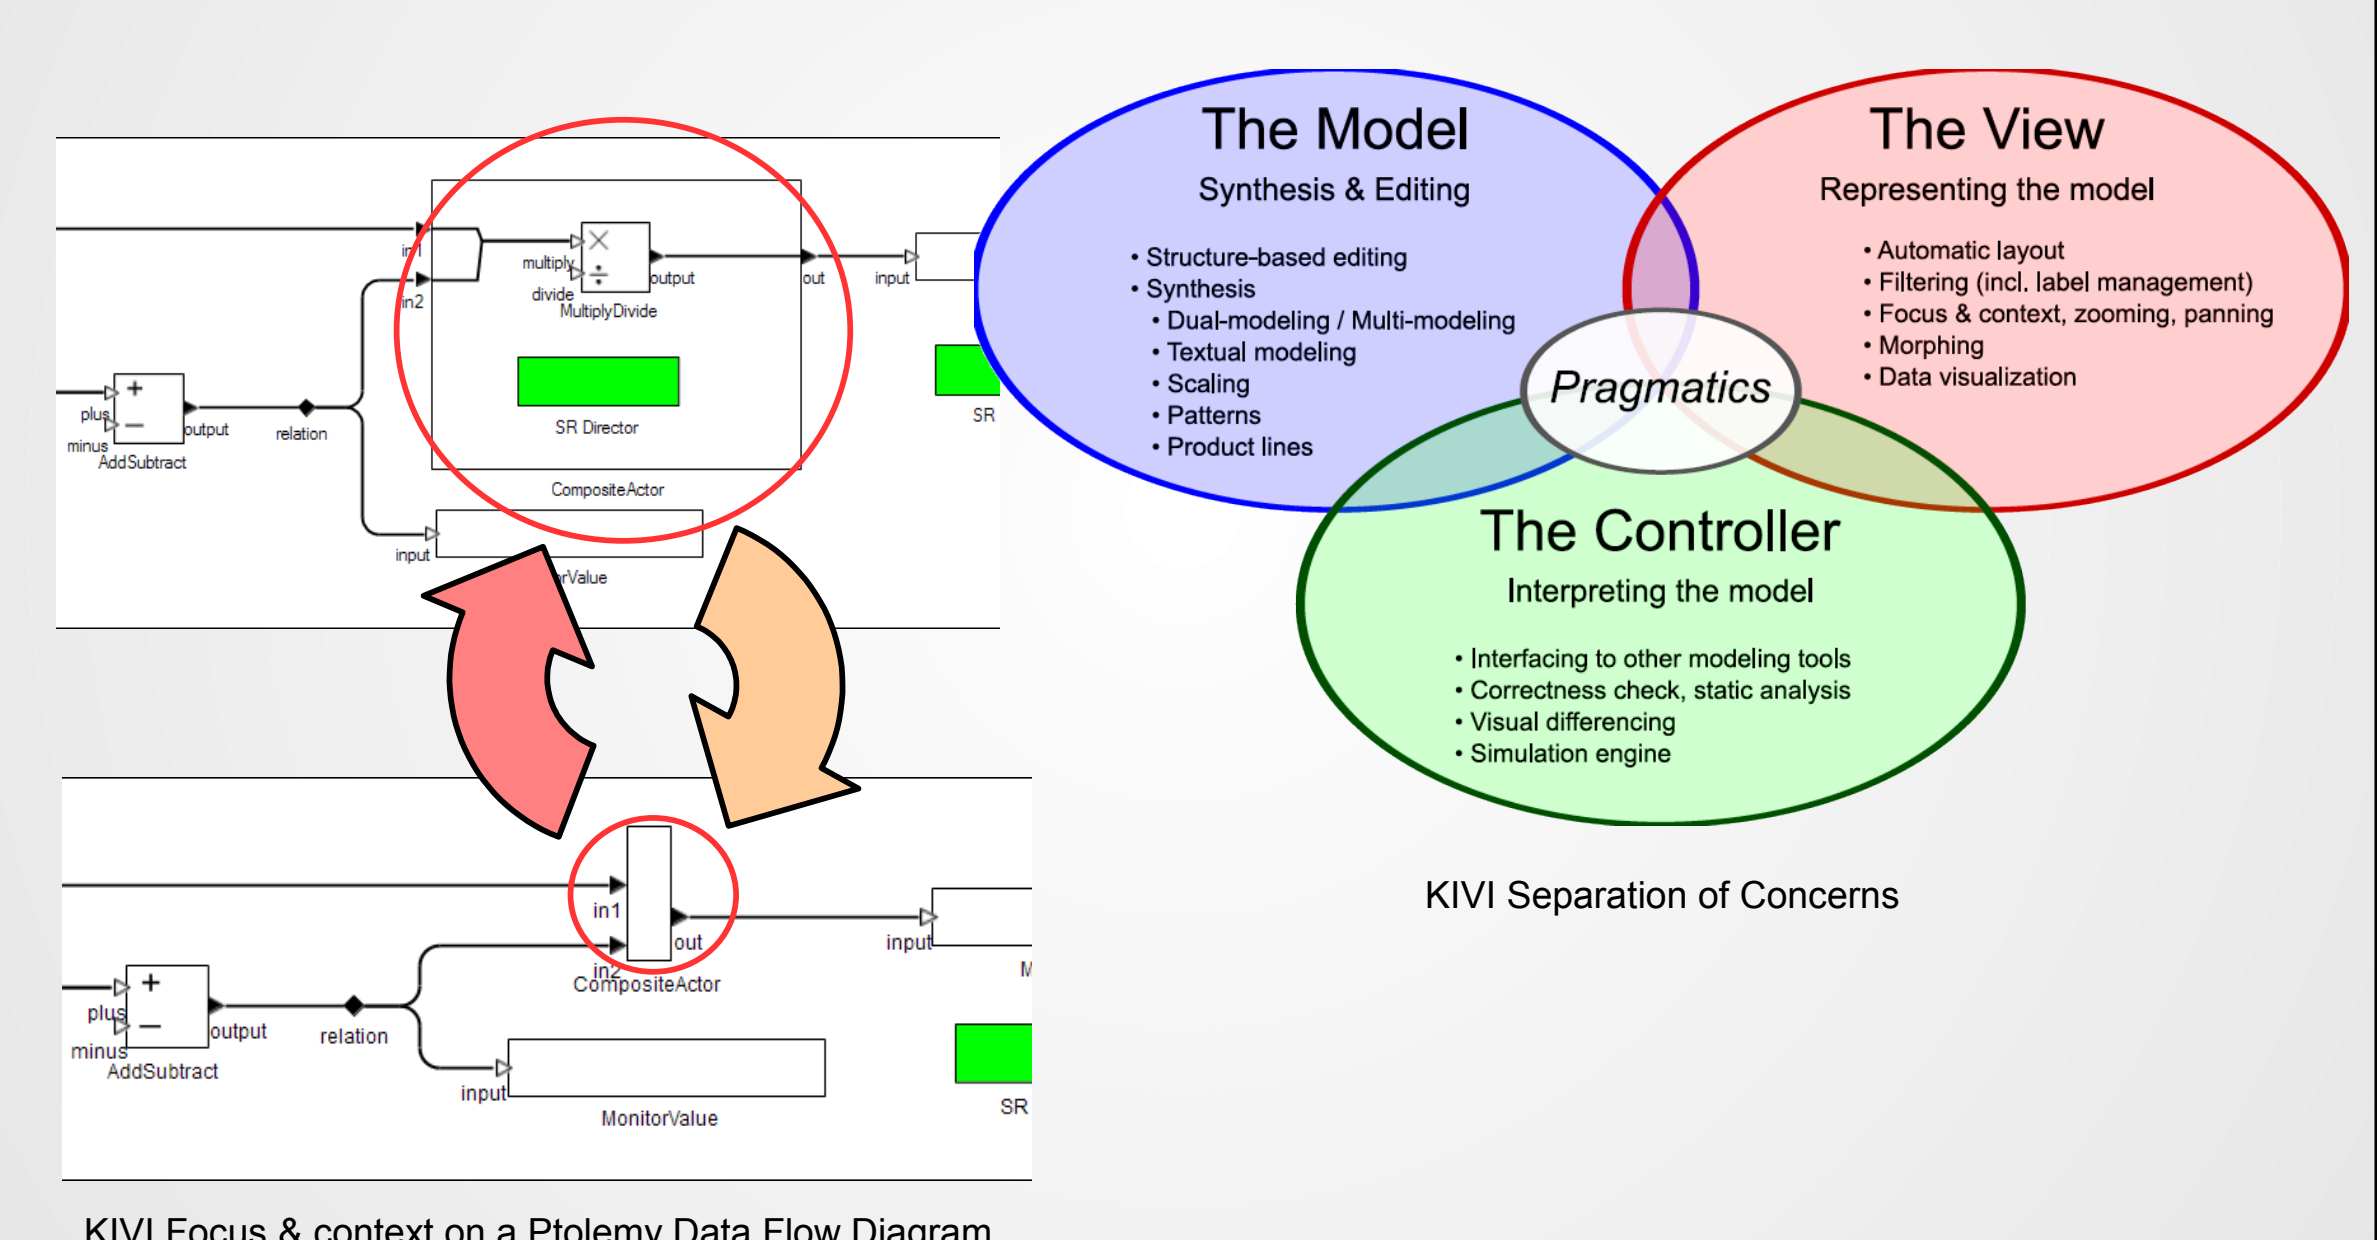 in1
in2
multiply
divide
MultiplyDivide
output
out
input
SR Director
SR
CompositeActor
plus
minus
AddSubtract
output
relation
input
rValue
in1
in2
out
CompositeActor
input
M
plus
minus
AddSubtract
output
relation
input
MonitorValue
SR
KIVI Focus & context on a Ptolemy Data Flow Diagram
The Model
Synthesis & Editing
• Structure-based editing
• Synthesis
• Dual-modeling / Multi-modeling
• Textual modeling
• Scaling
• Patterns
• Product lines
The View
Representing the model
• Automatic layout
• Filtering (incl. label management)
• Focus & context, zooming, panning
• Morphing
• Data visualization
Pragmatics
The Controller
Interpreting the model
• Interfacing to other modeling tools
• Correctness check, static analysis
• Visual differencing
• Simulation engine
KIVI Separation of Concerns